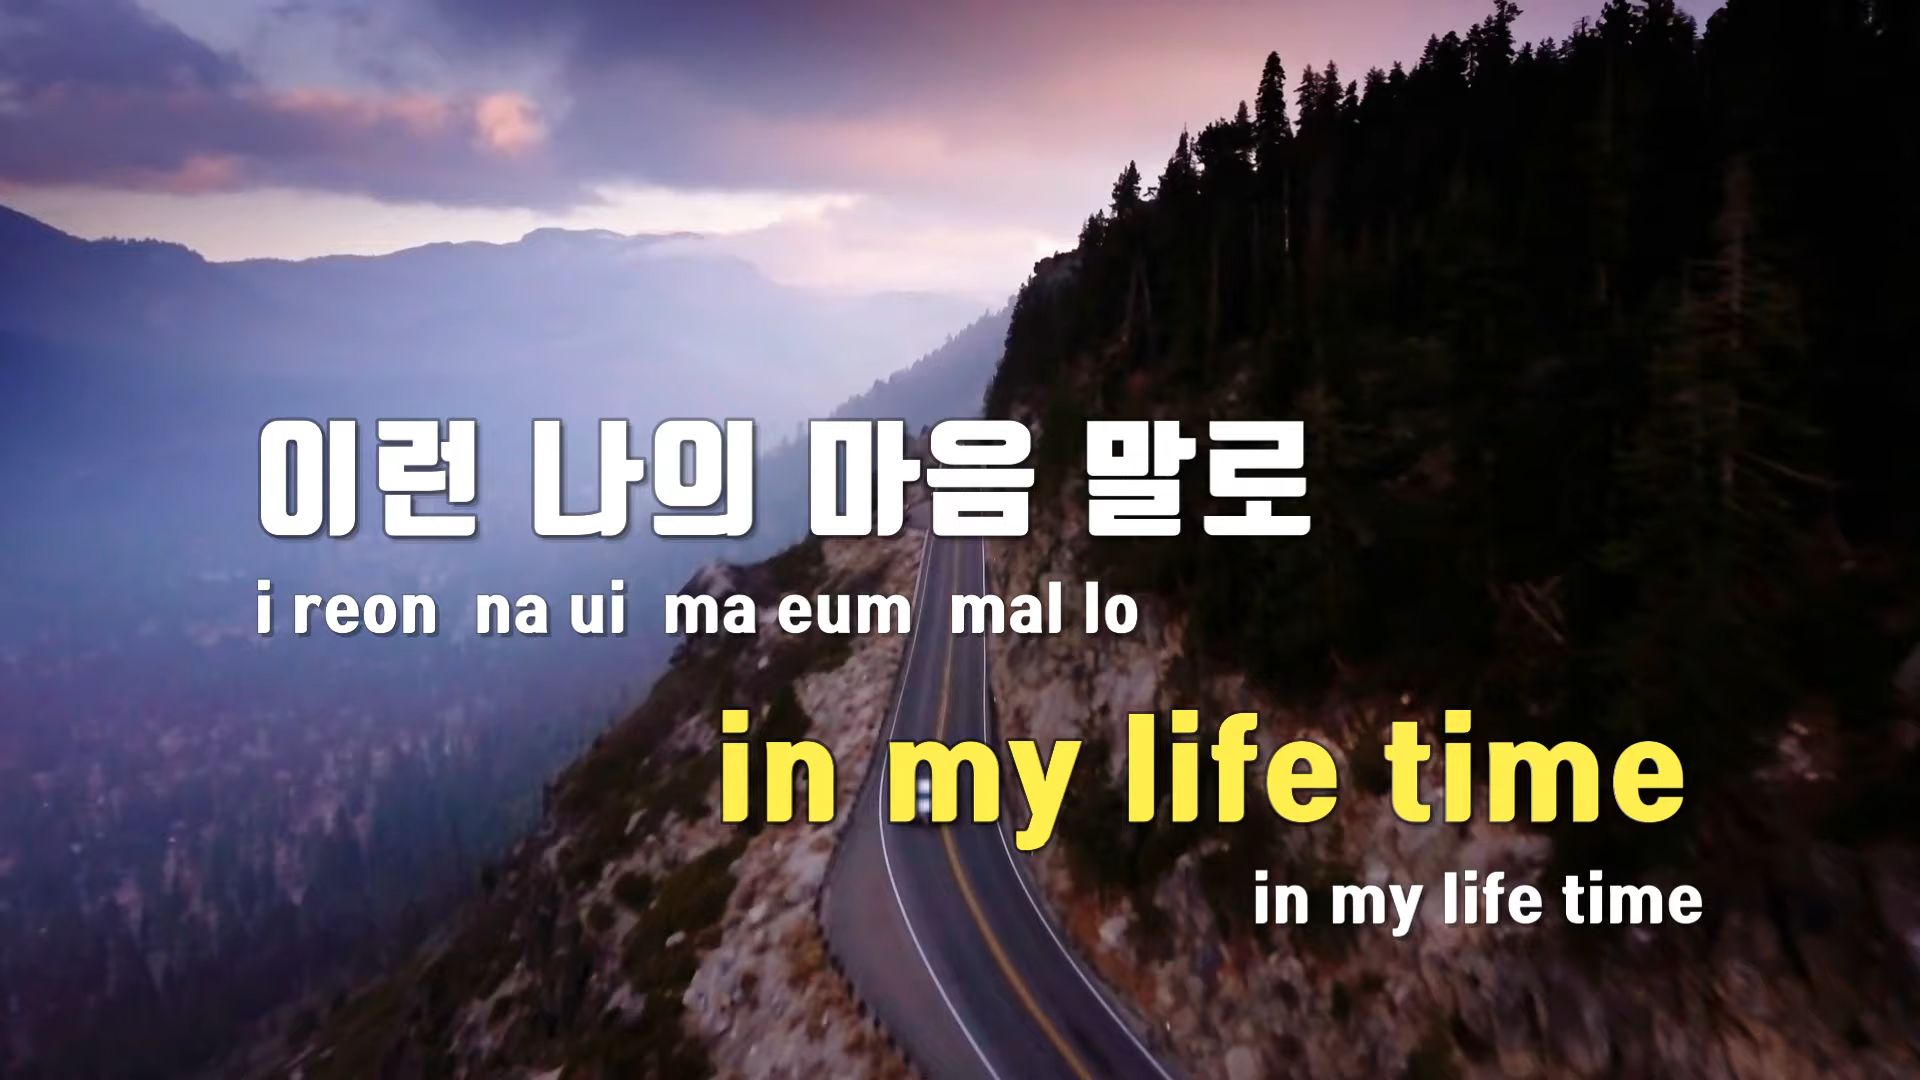 이런 나의 마음 말로
i reon na ui ma eum mal lo
in my life time
in my life time